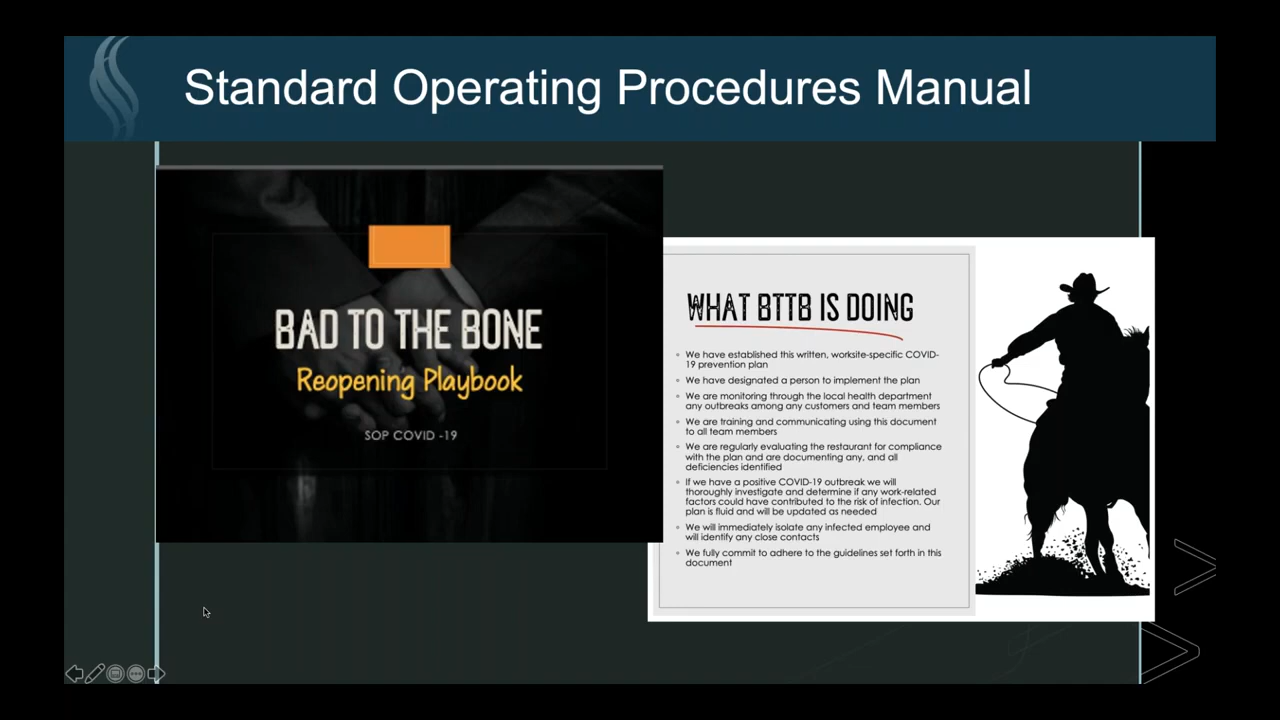 Standard Operating Procedures Manual
BAD TO THE BONE
Reopening Playbook
SOP COVID -19
WHAT BTTB IS DOING
We have established this written, worksite-specific COVID-
19 prevention plan
We have designated a person to implement the plan
We are monitoring through the local health department
any outbreaks among any customers and team members
We are training and communicating using this document
to all team members
We are regularly evaluating the restaurant for compliance
with the plan and are documenting any, and all
deficiencies identified
If we have a positive COVID-19 outbreak we will
thoroughly investigate and determine if any work-related
factors could have contributed to the risk of infection. Our
plan is fluid and will be updated as needed
We will immediately isolate any infected employee and
will identify any close contacts
We fully commit to adhere to the guidelines set forth in this
document